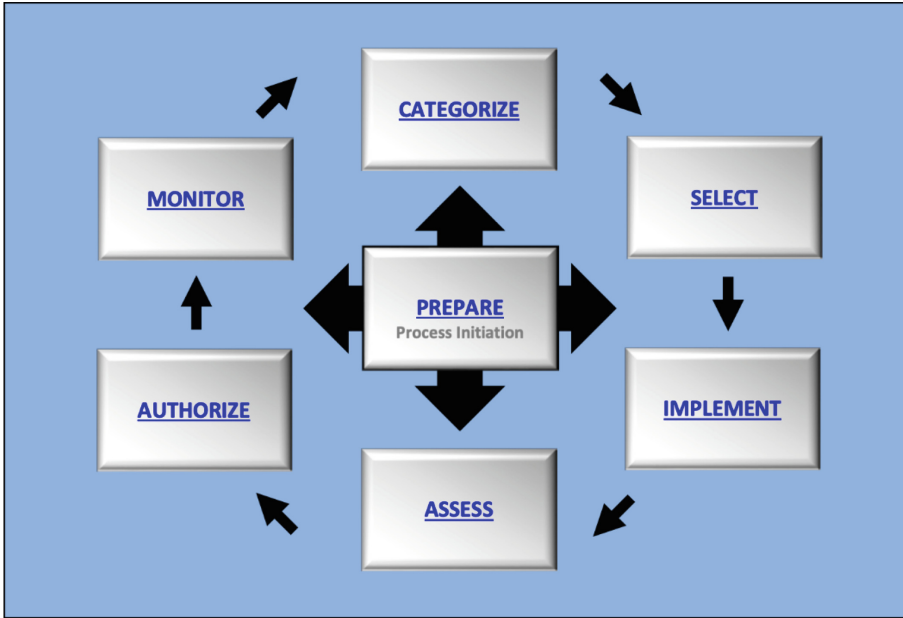 CATEGORIZE
MONITOR
SELECT
PREPARE
Process Initiation
AUTHORIZE
IMPLEMENT
ASSESS